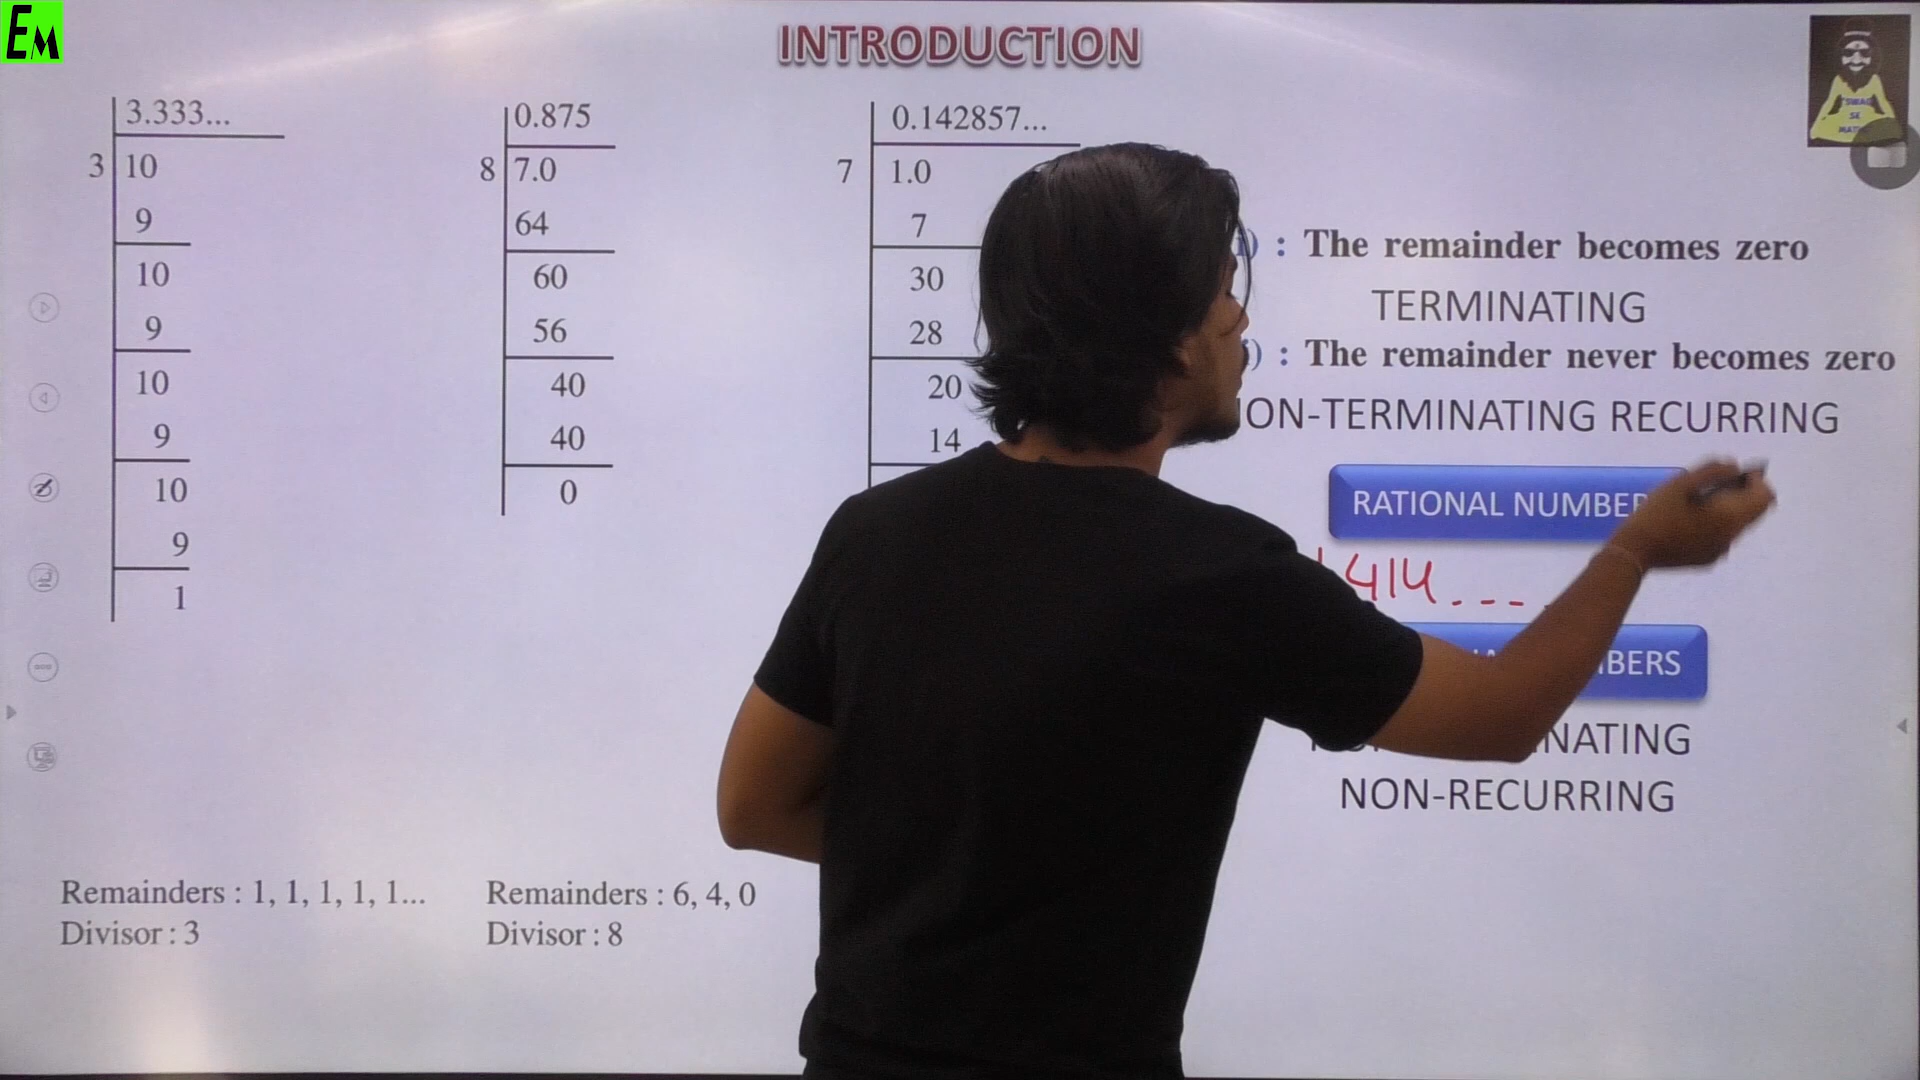 EM
INTRODUCTION
3.333...
3 10
9
10
9
10
9
10
9
1
Remainders : 1, 1, 1, 1, 1...
Divisor : 3
0.875
8 7.0
64
60
56
40
40
0
Remainders : 6, 4, 0
Divisor : 8
0.142857...
7 1.0
7
30
28
20
14
SWAG
SE
) : The remainder becomes zero
TERMINATING
) : The remainder never becomes zero
ON-TERMINATING RECURRING
RATIONAL NUMBE
414....
BERS
NATING
NON-RECURRING